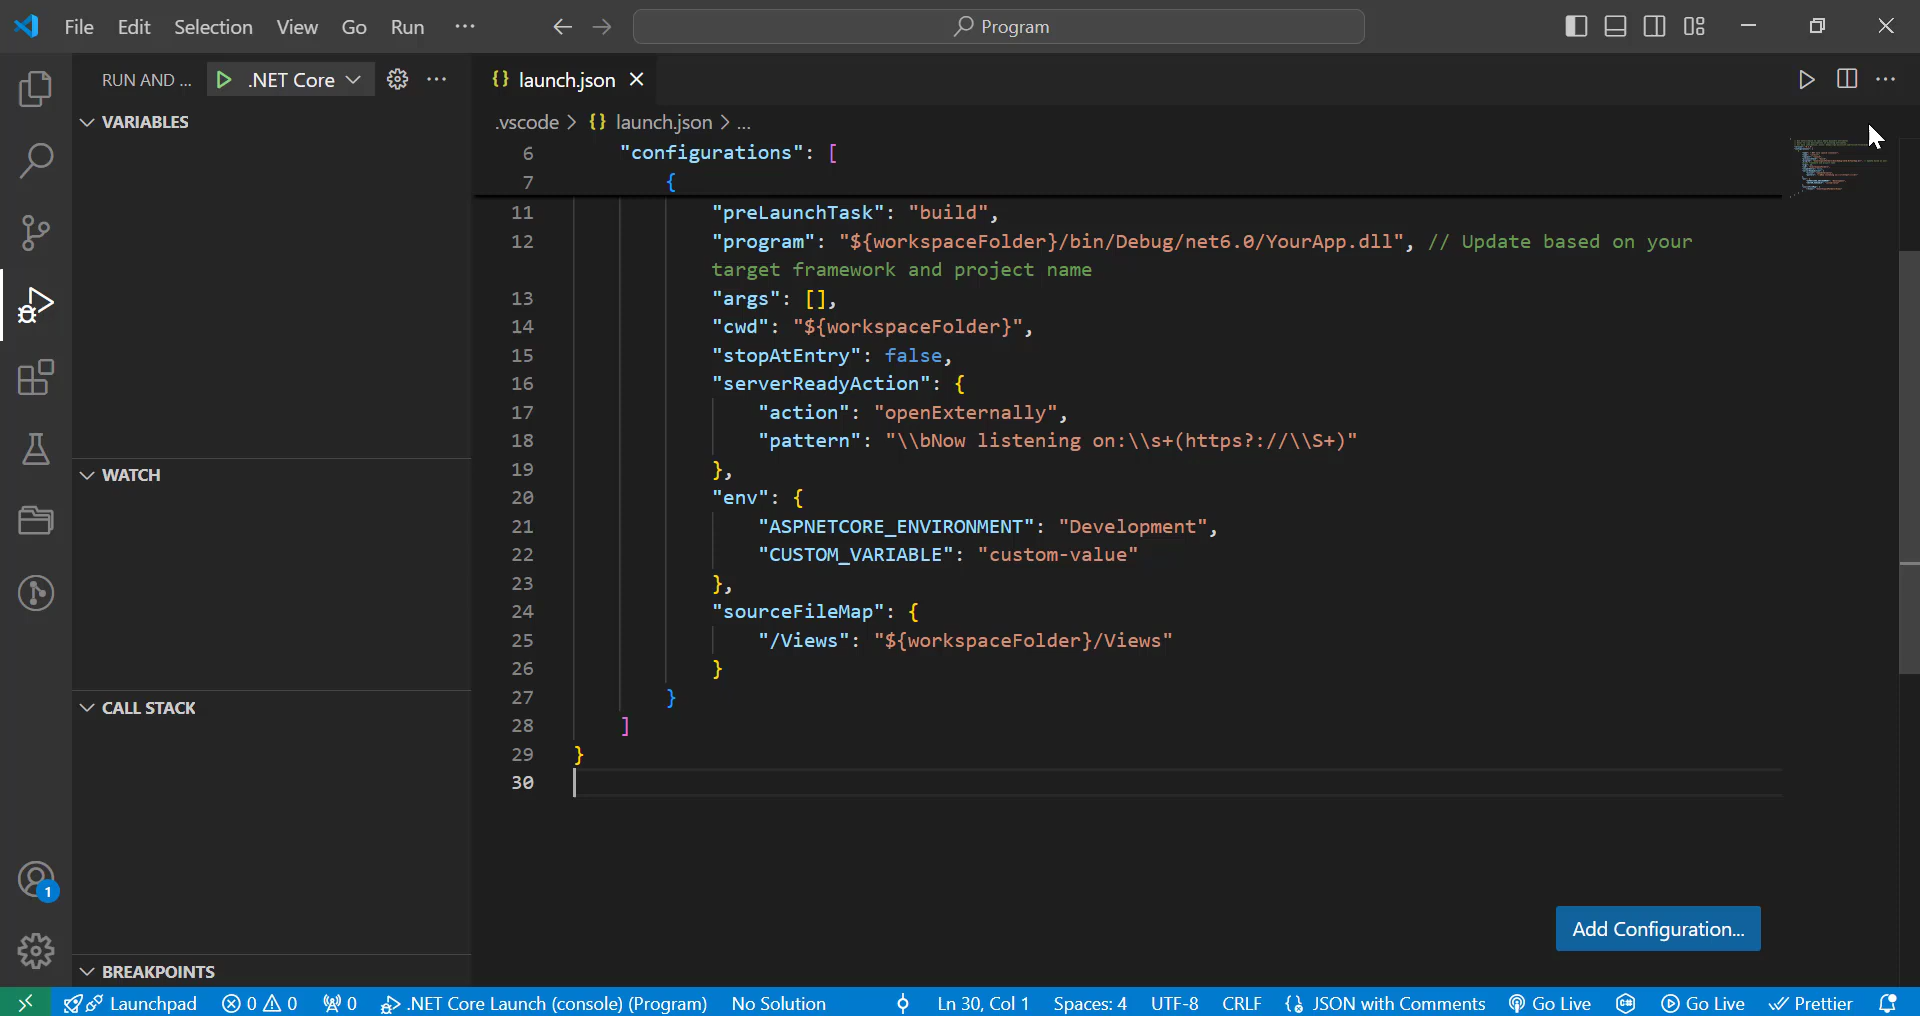 File Edit Selection View Go Run ···
Program
RUN AND ... .NET Core
launch.json
VARIABLES
.vscode > {} launch.json > ...
6 "configurations": [
7 {
11 "preLaunchTask": "build",
12 "program": "${workspaceFolder}/bin/Debug/net6.0/YourApp.dll", // Update based on your
target framework and project name
13 "args": [],
14 "cwd": "${workspaceFolder}",
15 "stopAtEntry": false,
16 "serverReadyAction": {
17 "action": "openExternally",
18 "pattern": "\\bNow listening on:\\s+(https?://\\S+)"
19 },
20 "env": {
21 "ASPNETCORE_ENVIRONMENT": "Development",
22 "CUSTOM_VARIABLE": "custom-value"
23 },
24 "sourceFileMap": {
25 "/Views": "${workspaceFolder}/Views"
26 }
27 }
28 ]
29 }
30
WATCH
CALL STACK
BREAKPOINTS
1
Add Configuration...
Launchpad 0 0 0 .NET Core Launch (console) (Program) No Solution Ln 30, Col 1 Spaces: 4 UTF-8 CRLF {} JSON with Comments Go Live Go Live Prettier